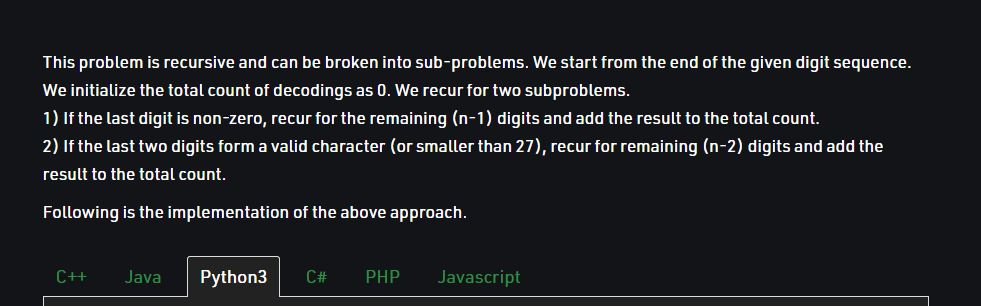 This problem is recursive and can be broken into sub-problems. We start from the end of the given digit sequence.
We initialize the total count of decodings as 0. We recur for two subproblems.
1) If the last digit is non-zero, recur for the remaining (n-1) digits and add the result to the total count.
2) If the last two digits form a valid character (or smaller than 27), recur for remaining (n-2) digits and add the
result to the total count.
Following is the implementation of the above approach.
C++ Java Python3 C# PHP Javascript